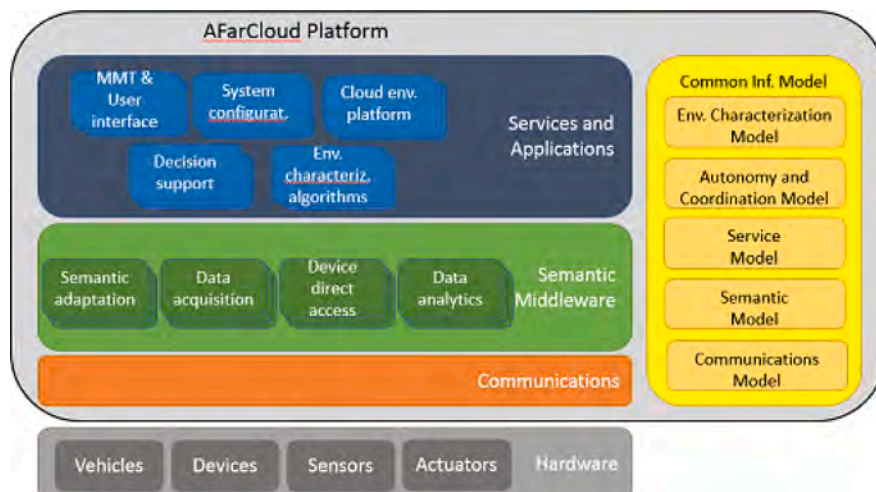 AFarCloud Platform
MMT &
User
interface
System
configurat.
Cloud env.
platform
Services and
Applications
Decision
support
Env.
characteriz.
algorithms
Semantic
adaptation
Data
acquisition
Device
direct
access
Data
analytics
Semantic
Middleware
Communications
Vehicles
Devices
Sensors
Actuators
Hardware
Common Inf. Model
Env. Characterization
Model
Autonomy and
Coordination Model
Service
Model
Semantic
Model
Communications
Model